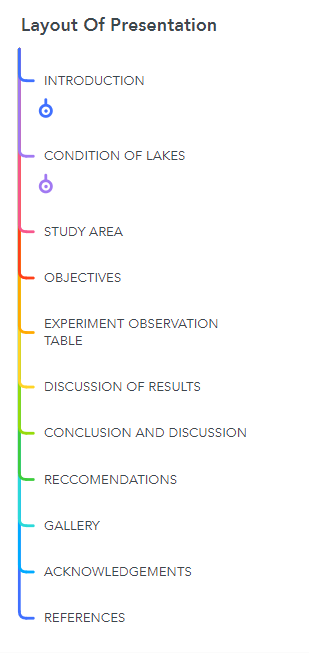 Layout Of Presentation
INTRODUCTION
CONDITION OF LAKES
STUDY AREA
OBJECTIVES
EXPERIMENT OBSERVATION
TABLE
DISCUSSION OF RESULTS
CONCLUSION AND DISCUSSION
RECCOMENDATIONS
GALLERY
ACKNOWLEDGEMENTS
REFERENCES